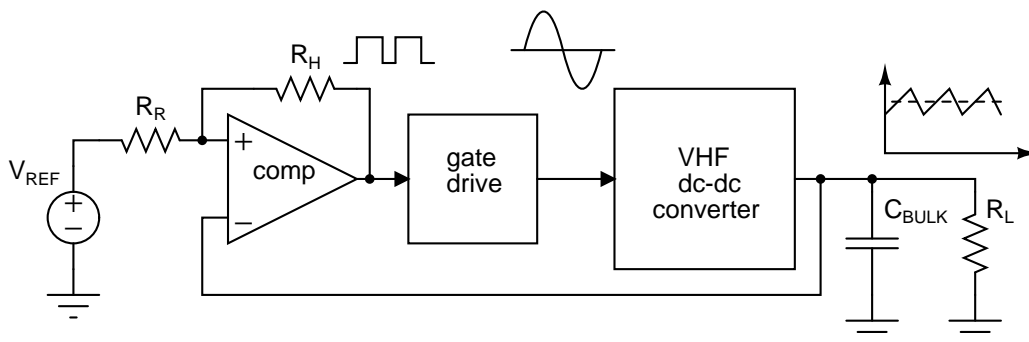 R_H
R_R
V_REF
+
−
+
−
comp
gate
drive
VHF
dc-dc
converter
C_BULK
R_L